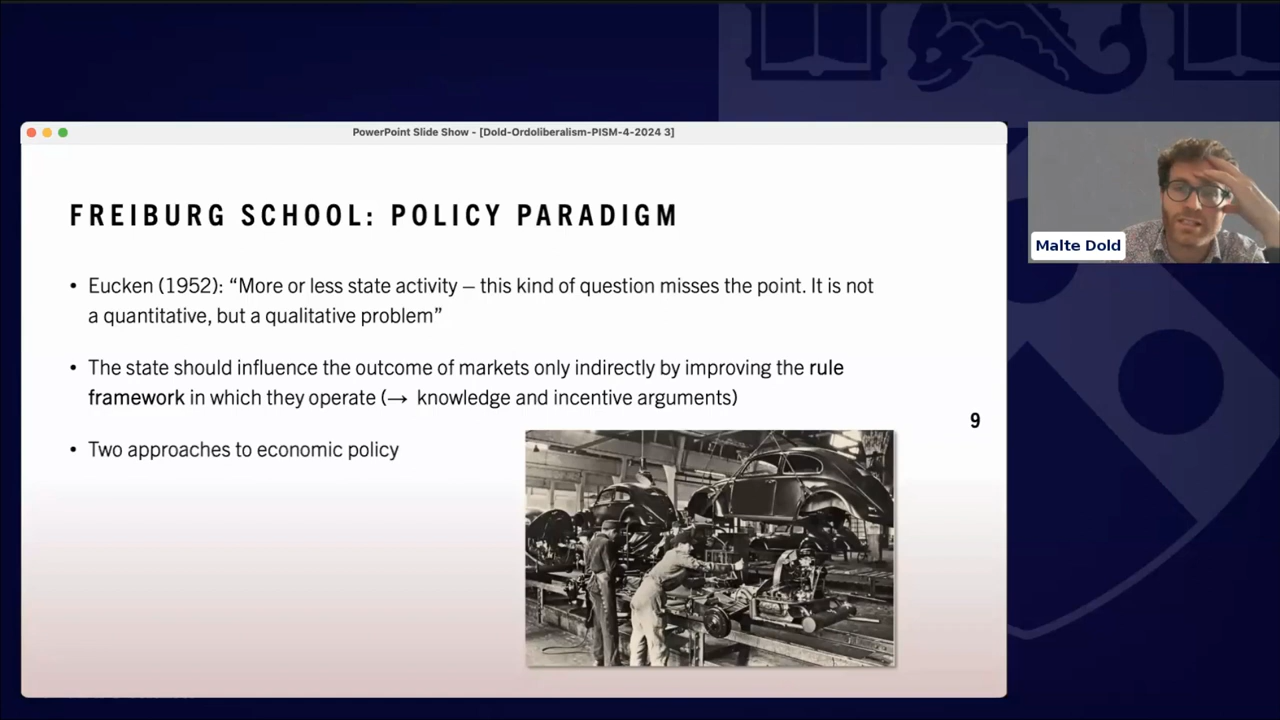 PowerPoint Slide Show - [Dold-Ordoliberalism-PISM-4-2024 3]
FREIBURG SCHOOL: POLICY PARADIGM
• Eucken (1952): “More or less state activity – this kind of question misses the point. It is not
a quantitative, but a qualitative problem”
• The state should influence the outcome of markets only indirectly by improving the rule
framework in which they operate (→ knowledge and incentive arguments)
• Two approaches to economic policy
9
Malte Dold